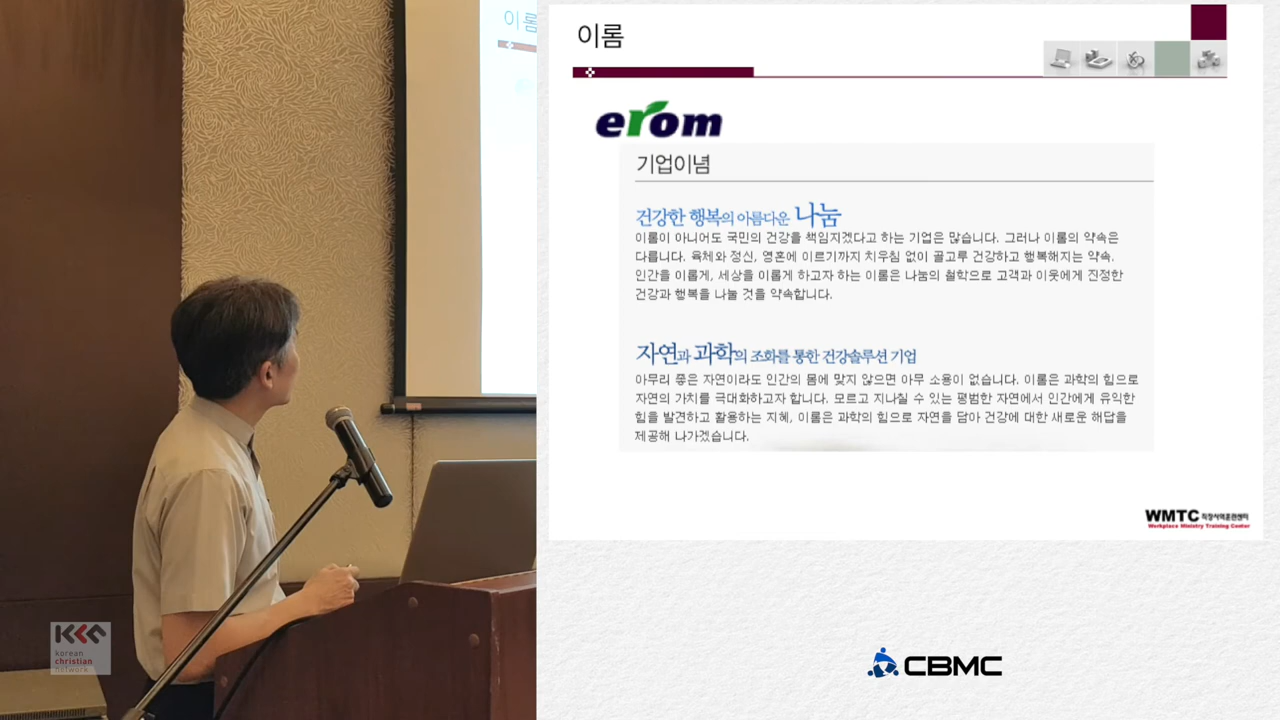 이롬
이롬
erom
기업이념
건강한 행복의 아름다운 나눔
이롬이 아니어도 국민의 건강을 책임지겠다고 하는 기업은 많습니다. 그러나 이롬의 약속은
다릅니다. 육체와 정신, 영혼에 이르기까지 치우침 없이 골고루 건강하고 행복해지는 약속.
인간을 이롭게, 세상을 이롭게 하고자 하는 이롬은 나눔의 철학으로 고객과 이웃에게 진정한
건강과 행복을 나눌 것을 약속합니다.
자연과 과학의 조화를 통한 건강솔루션 기업
아무리 좋은 자연이라도 인간의 몸에 맞지 않으면 아무 소용이 없습니다. 이롬은 과학의 힘으로
자연의 가치를 극대화하고자 합니다. 모르고 지나칠 수 있는 평범한 자연에서 인간에게 유익한
힘을 발견하고 활용하는 지혜, 이롬은 과학의 힘으로 자연을 담아 건강에 대한 새로운 해답을
제공해 나가겠습니다.
WMTC 직장사역훈련센터
Workplace Ministry Training Center
KCN
korean
christian
network
CBMC